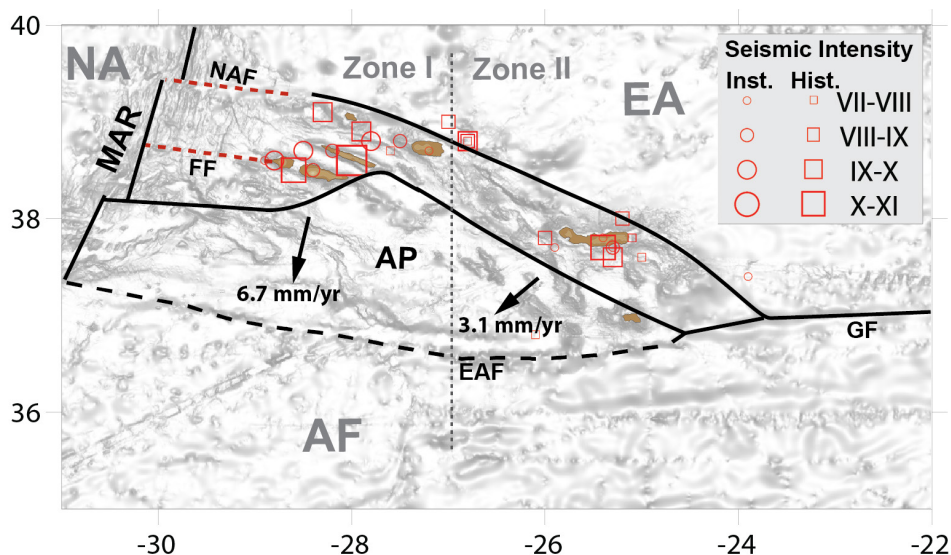 40
38
36
-30
-28
-26
-24
-22
NA
NAF
Zone I
Zone II
EA
MAR
FF
AP
6.7 mm/yr
3.1 mm/yr
GF
EAF
AF
Seismic Intensity
Inst. Hist.
VII-VIII
VIII-IX
IX-X
X-XI